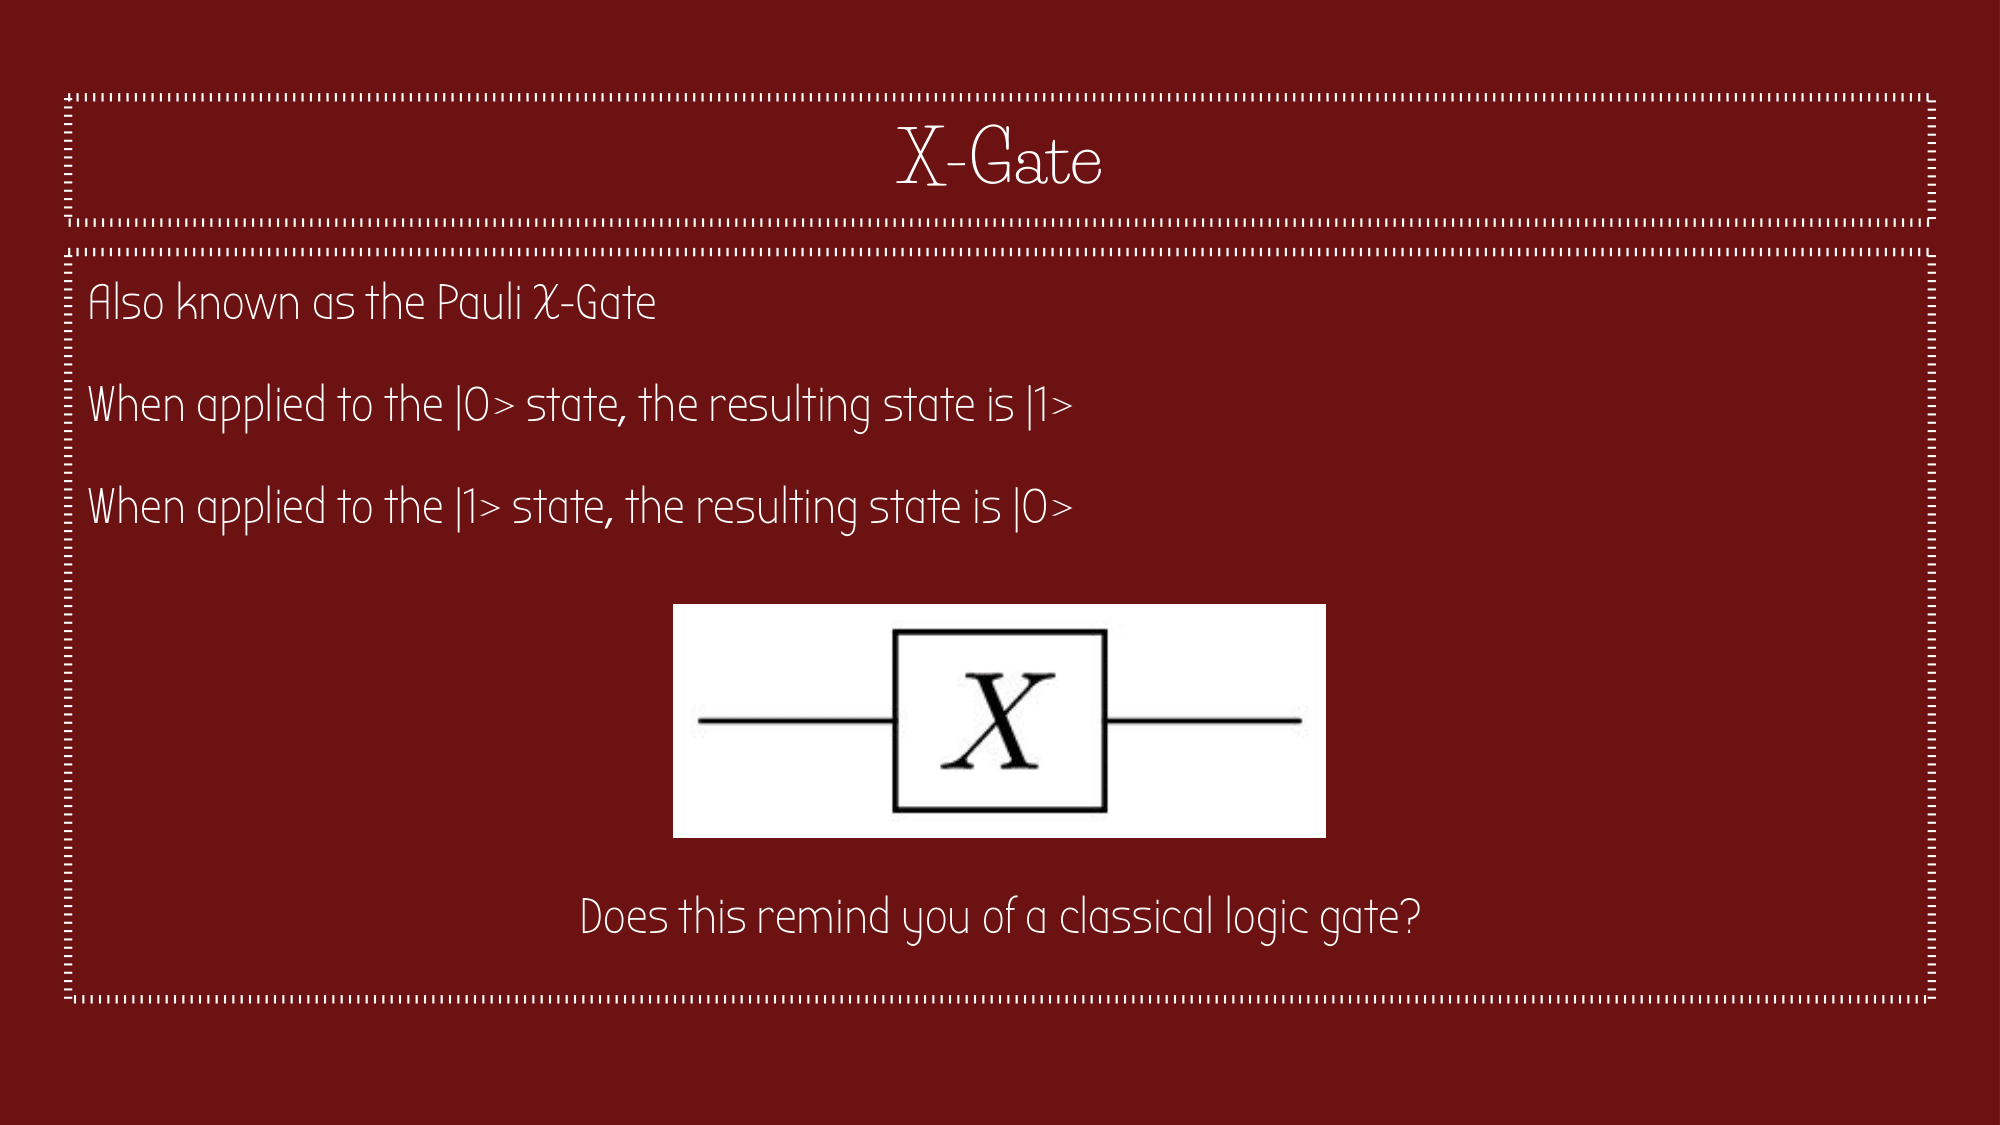 X-Gate
Also known as the Pauli X-Gate
When applied to the |0> state, the resulting state is |1>
When applied to the |1> state, the resulting state is |0>
X
Does this remind you of a classical logic gate?